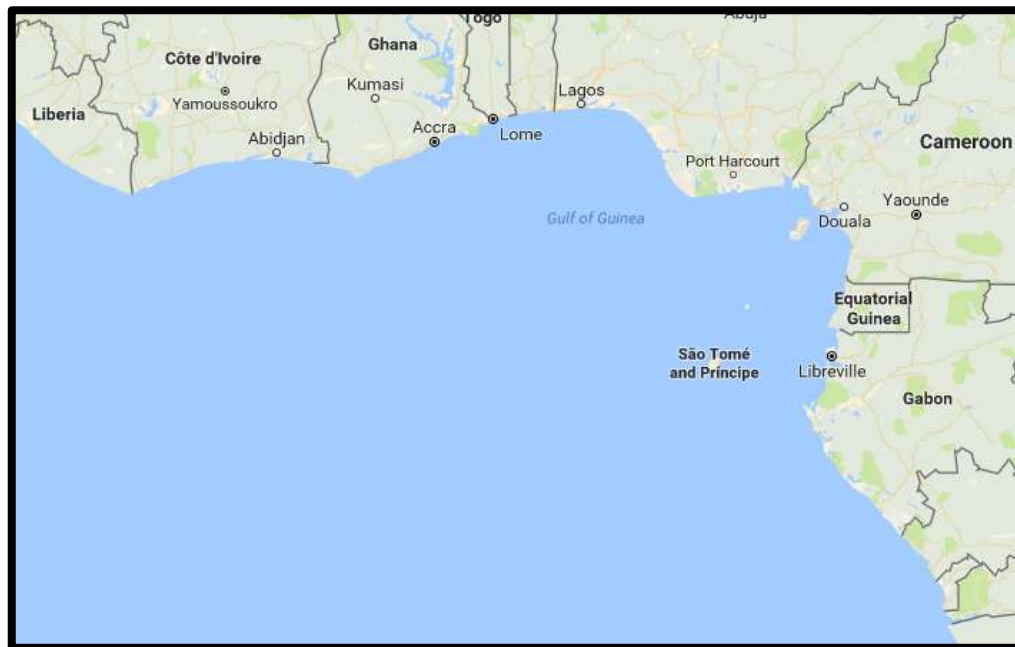 Togo
Abuja
Ghana
Côte d'Ivoire
Kumasi
Yamoussoukro
Lagos
Liberia
Accra
Lome
Abidjan
Cameroon
Port Harcourt
Yaounde
Gulf of Guinea
Douala
Equatorial
Guinea
São Tomé
and Príncipe
Libreville
Gabon